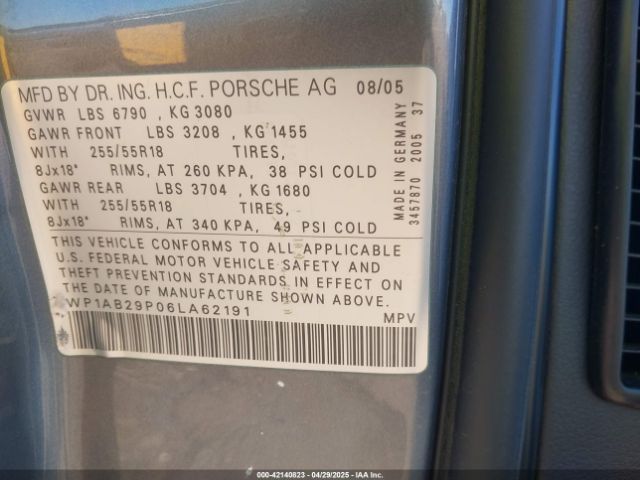 MFD BY DR. ING. H.C.F. PORSCHE AG 08/05
GVWR LBS 6790 , KG 3080
GAWR FRONT LBS 3208 , KG 1455
WITH 255/55R18 TIRES,
8Jx18" RIMS, AT 260 KPA, 38 PSI COLD
GAWR REAR LBS 3704 , KG 1680
WITH 255/55R18 TIRES,
8Jx18" RIMS, AT 340 KPA, 49 PSI COLD
THIS VEHICLE CONFORMS TO ALL APPLICABLE
U.S. FEDERAL MOTOR VEHICLE SAFETY AND
THEFT PREVENTION STANDARDS IN EFFECT ON
THE DATE OF MANUFACTURE SHOWN ABOVE
WP1AB29P06LA62191 MPV
MADE IN GERMANY
3457870 2005 37
000-42140823 04/29/2025 IAAI.COM